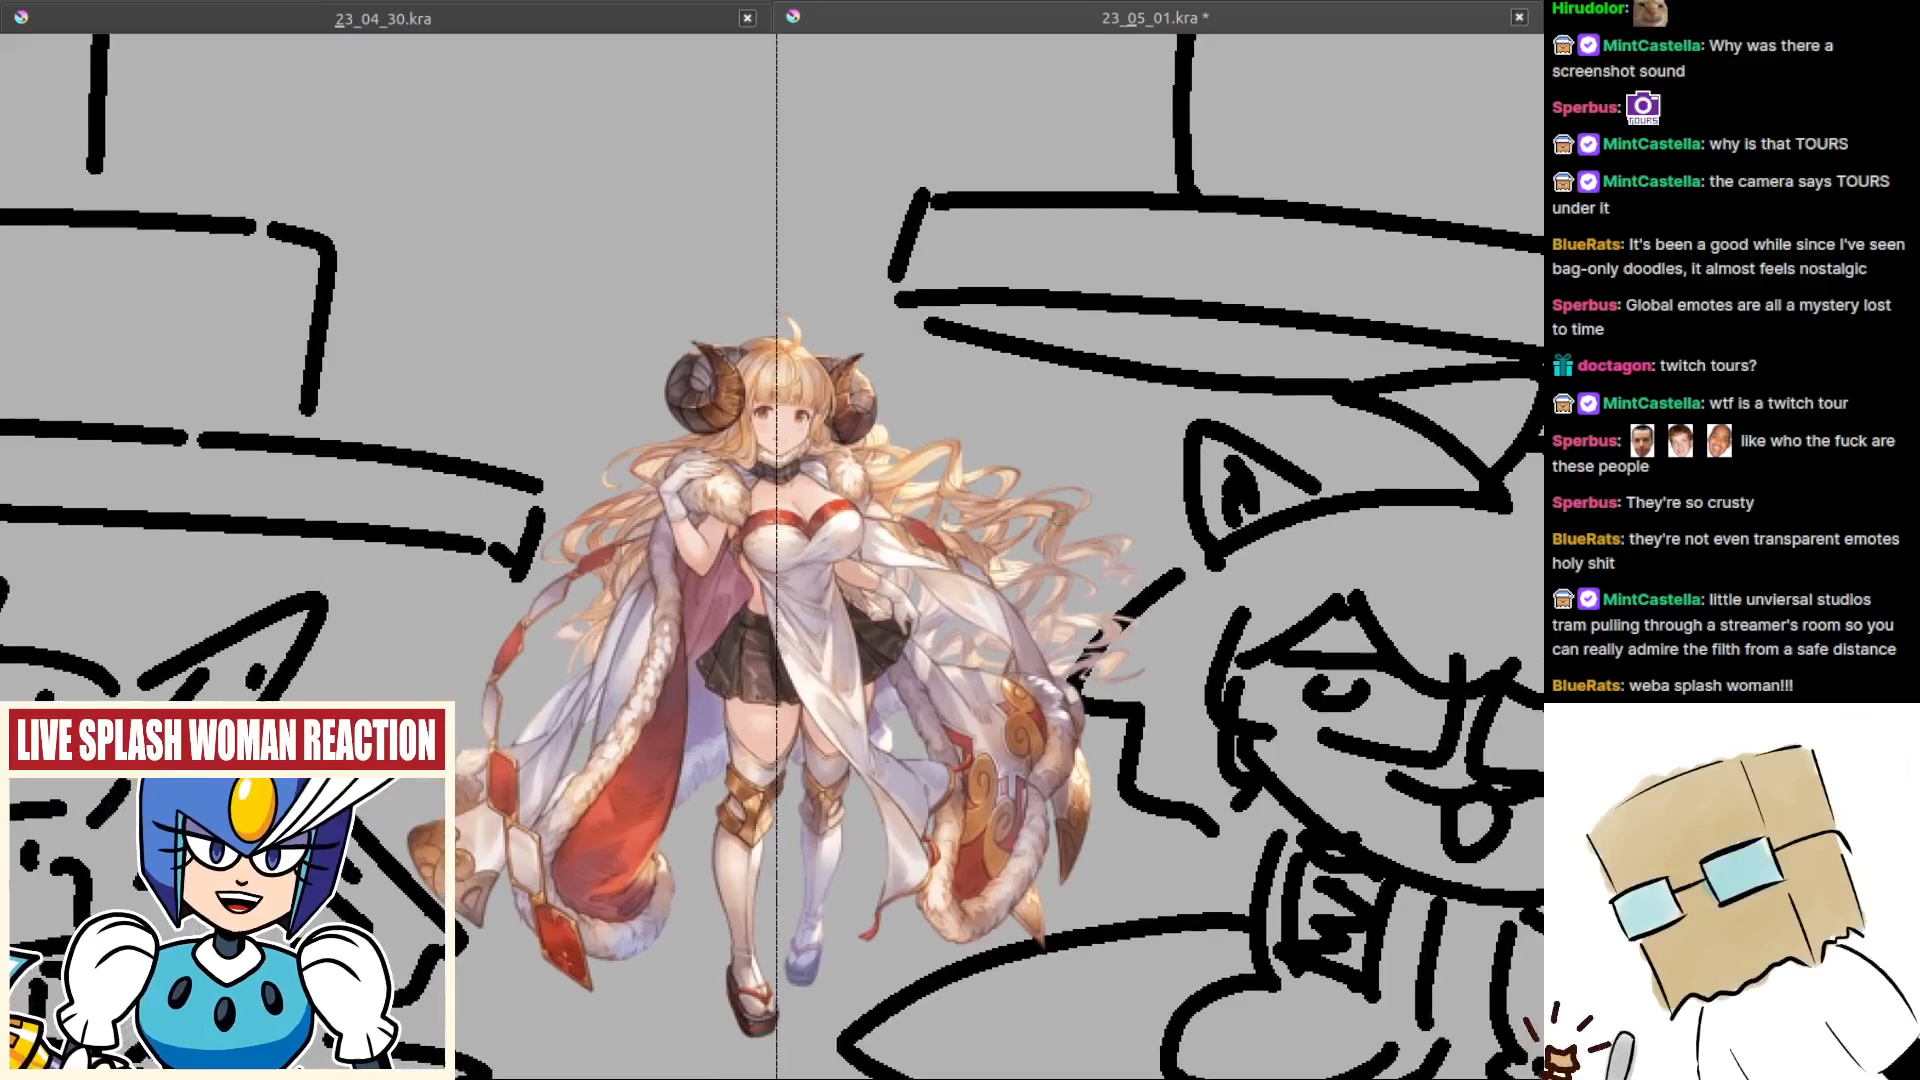 23_04_30.kra
23_05_01.kra *
Hirudolor:
MintCastella: Why was there a
screenshot sound
Sperbus:
TOURS
MintCastella: why is that TOURS
MintCastella: the camera says TOURS
under it
BlueRats: It's been a good while since I've seen
bag-only doodles, it almost feels nostalgic
Sperbus: Global emotes are all a mystery lost
to time
doctagon: twitch tours?
MintCastella: wtf is a twitch tour
Sperbus: like who the fuck are
these people
Sperbus: They're so crusty
BlueRats: they're not even transparent emotes
holy shit
MintCastella: little unviersal studios
tram pulling through a streamer's room so you
can really admire the filth from a safe distance
BlueRats: weba splash woman!!!
LIVE SPLASH WOMAN REACTION